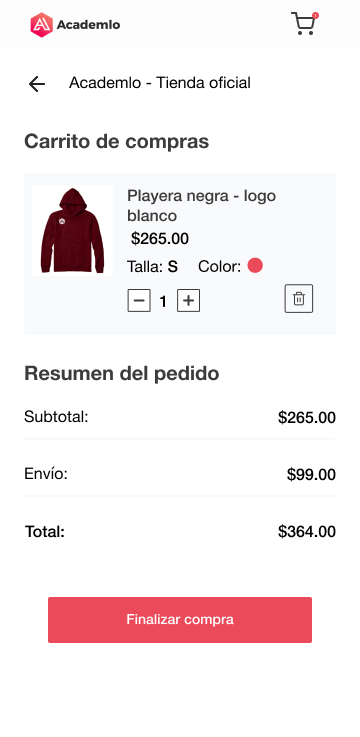 Academlo
Academlo - Tienda oficial
Carrito de compras
Playera negra - logo
blanco
$265.00
Talla: S Color:
1
Resumen del pedido
Subtotal: $265.00
Envío: $99.00
Total: $364.00
Finalizar compra